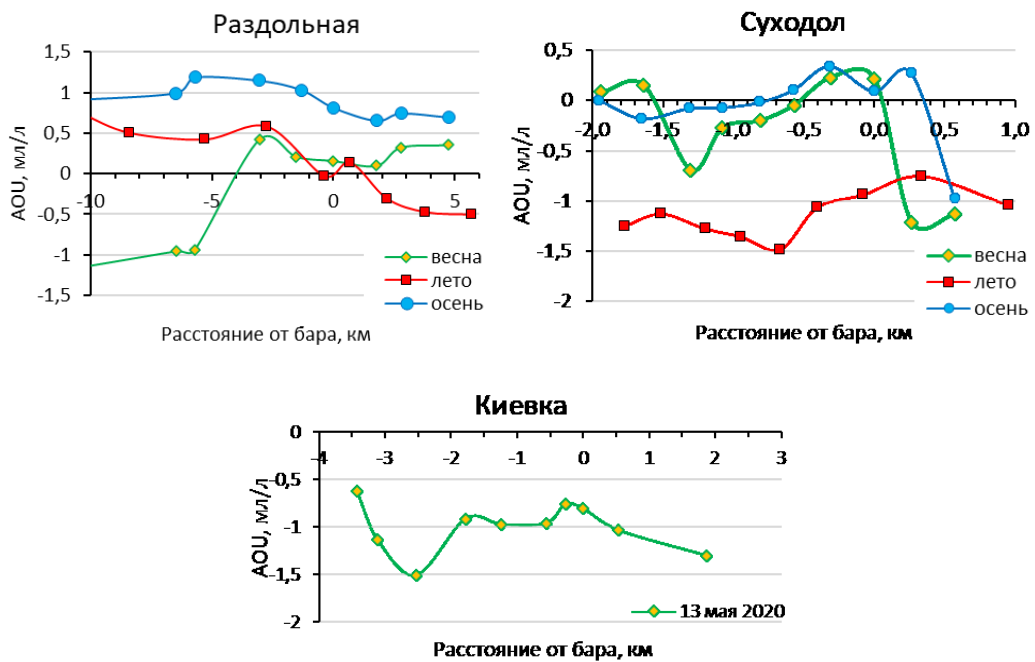 Раздольная
1,5
1
0,5
0
-0,5
-1
-1,5
-10
-5
0
5
AOU, мл/л
весна
лето
осень
Расстояние от бара, км
Суходол
0,5
0
-0,5
-1
-1,5
-2
-2,0
-1,5
-1,0
-0,5
0,0
0,5
1,0
AOU, мл/л
весна
лето
осень
Расстояние от бара, км
Киевка
0
-0,5
-1
-1,5
-2
-4
-3
-2
-1
0
1
2
3
AOU, мл/л
13 мая 2020
Расстояние от бара, км